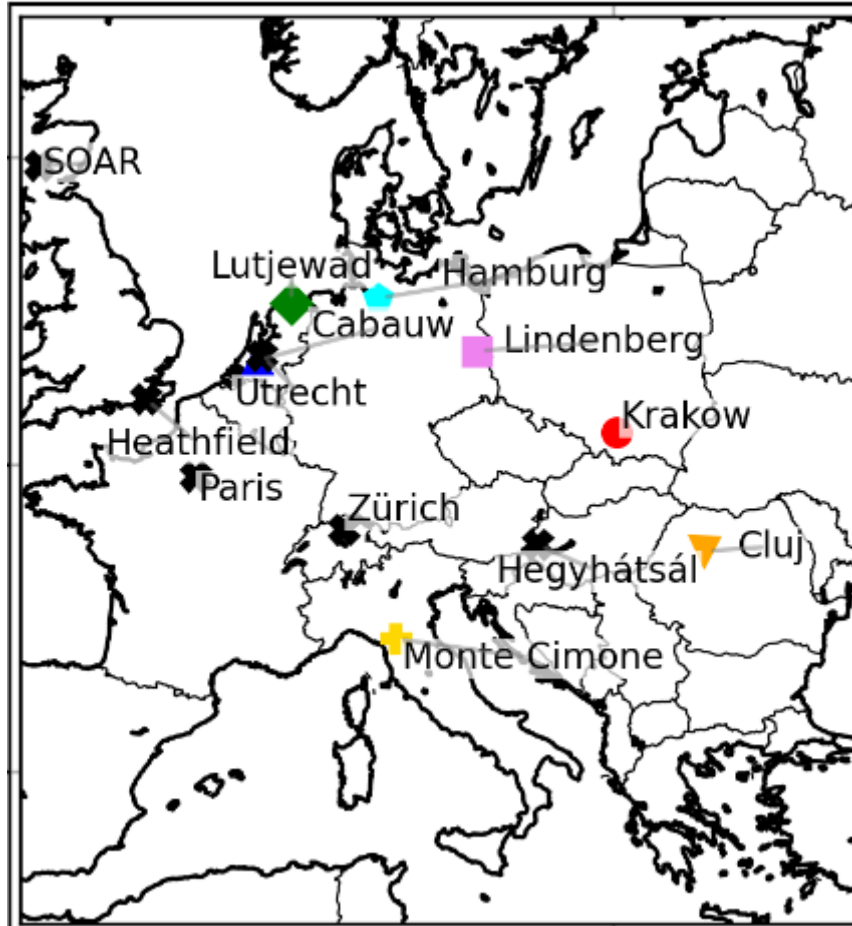 SOAR
Lutjewad
Hamburg
Cabauw
Lindenberg
Utrecht
Krakow
Heathfield
Paris
Zürich
Cluj
Hegyhátsál
Monte Cimone